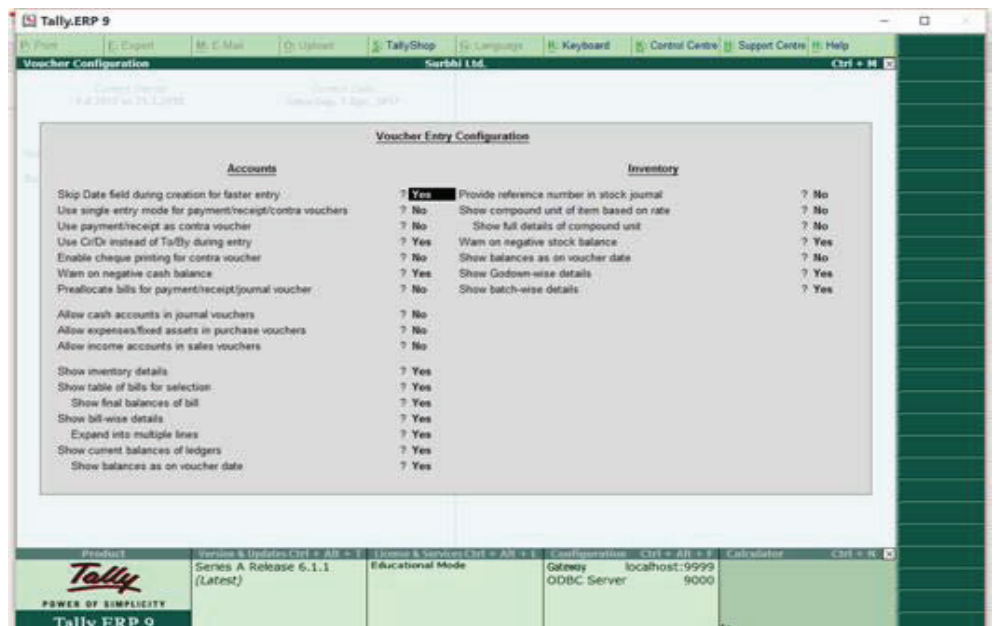 Tally.ERP 9
P: Print E: Export M: E-Mail O: Upload S: TallyShop G: Language K: Keyboard K: Control Centre H: Support Centre H: Help
Voucher Configuration Surbhi Ltd. Ctrl + M
Voucher Entry Configuration
Accounts
Skip Date field during creation for faster entry ? Yes
Use single entry mode for payment/receipt/contra vouchers ? No
Use payment/receipt as contra voucher ? No
Use Cr/Dr instead of To/By during entry ? Yes
Enable cheque printing for contra voucher ? No
Warn on negative cash balance ? Yes
Preallocate bills for payment/receipt/journal voucher ? No
Allow cash accounts in journal vouchers ? No
Allow expenses/fixed assets in purchase vouchers ? No
Allow income accounts in sales vouchers ? No
Show inventory details ? Yes
Show table of bills for selection ? Yes
Show final balances of bill ? Yes
Show bill-wise details ? Yes
Expand into multiple lines ? Yes
Show current balances of ledgers ? Yes
Show balances as on voucher date ? Yes
Inventory
Provide reference number in stock journal ? No
Show compound unit of item based on rate ? No
Show full details of compound unit ? No
Warn on negative stock balance ? Yes
Show balances as on voucher date ? No
Show Godown-wise details ? Yes
Show batch-wise details ? Yes
Product
Tally
POWER OF SIMPLICITY
Tally.ERP 9
Version & Updates Ctrl + Alt + T
Series A Release 6.1.1
(Latest)
License & Services Ctrl + Alt + L
Educational Mode
Configuration Ctrl + Alt + F
Gateway localhost:9999
ODBC Server 9000
Calculator Ctrl + N